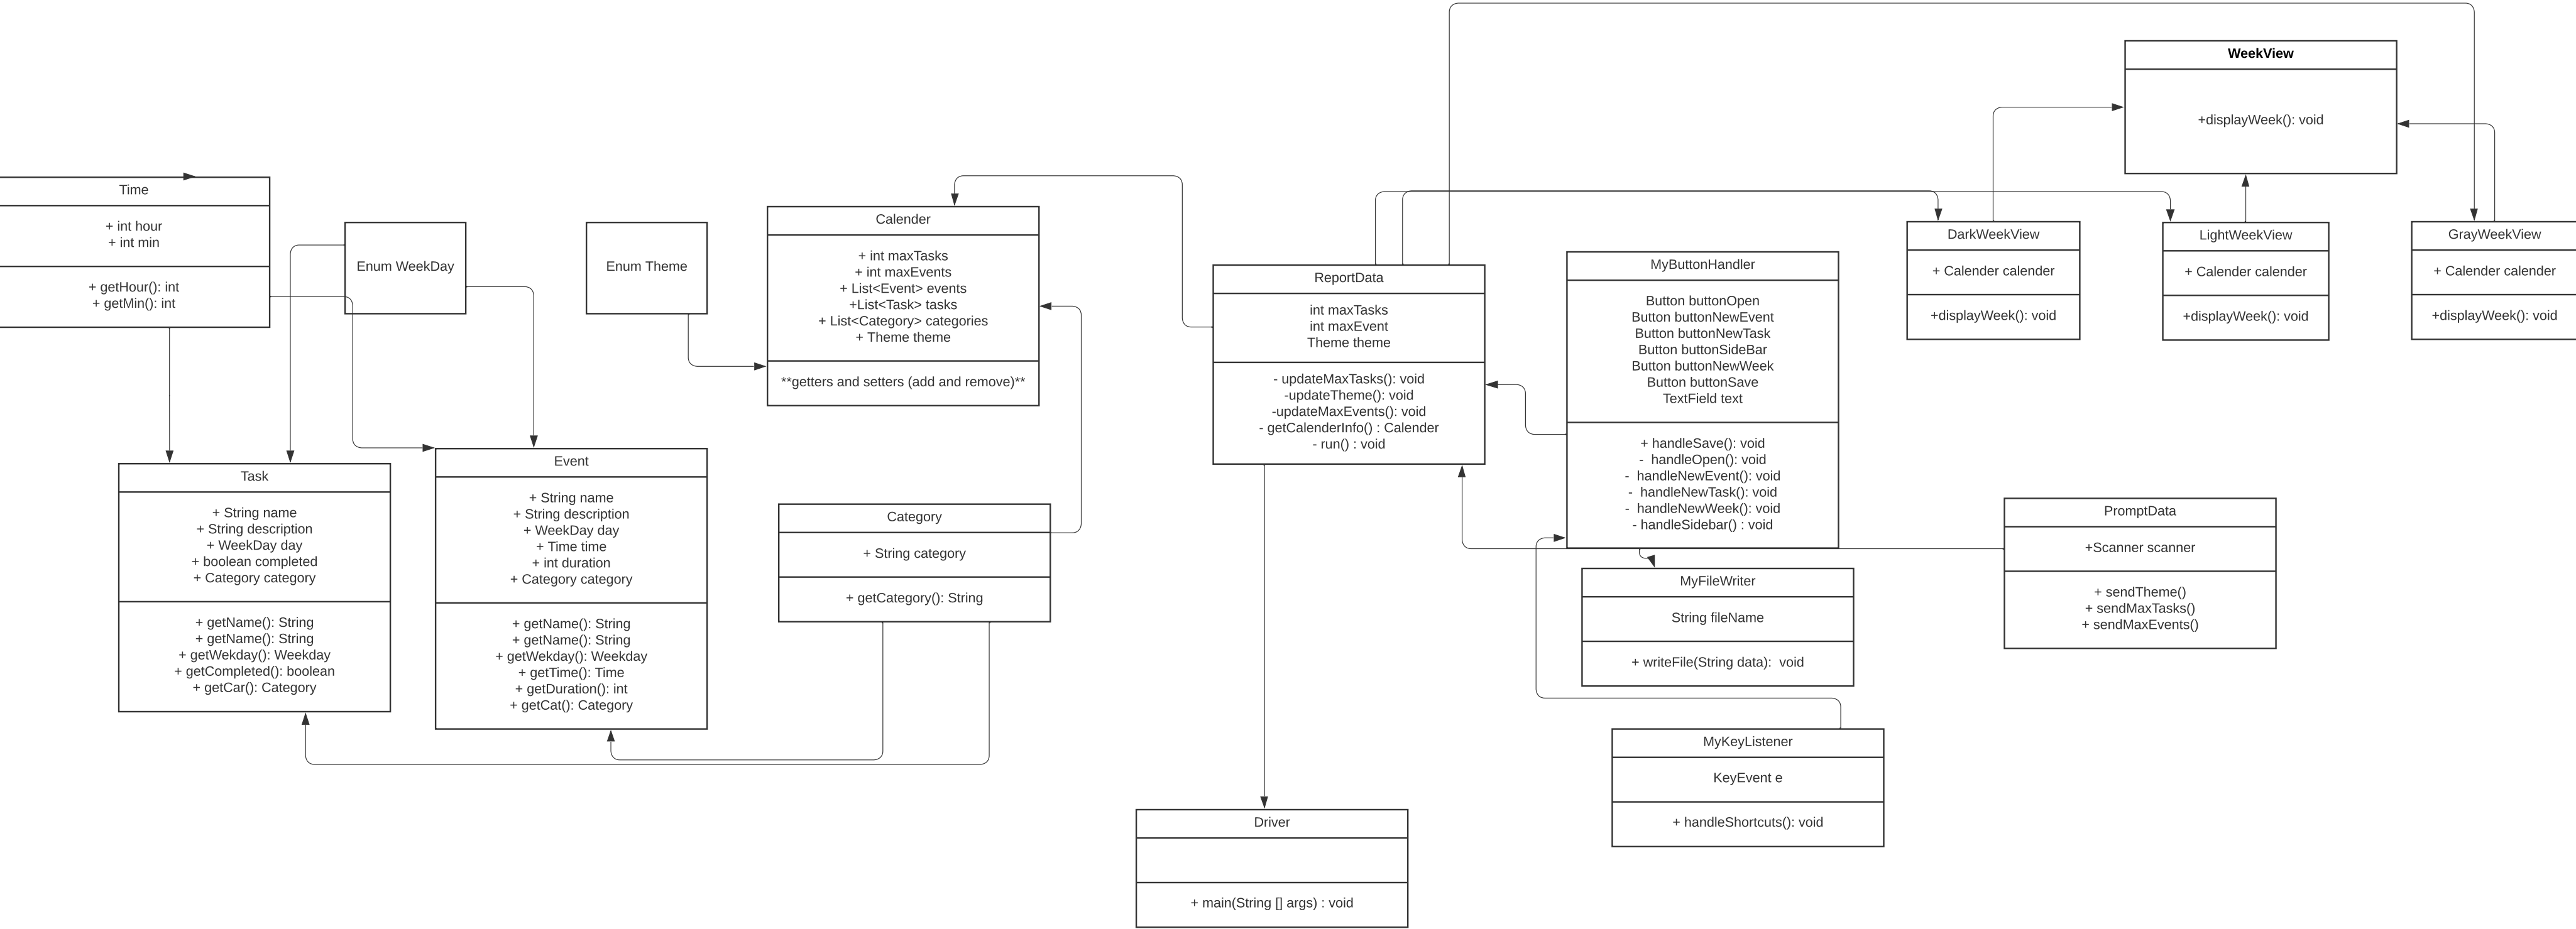 WeekView
+displayWeek(): void
Time
+ int hour
+ int min
+ getHour(): int
+ getMin(): int
Enum WeekDay
Enum Theme
Calender
+ int maxTasks
+ int maxEvents
+ List<Event> events
+List<Task> tasks
+ List<Category> categories
+ Theme theme
**getters and setters (add and remove)**
ReportData
int maxTasks
int maxEvent
Theme theme
- updateMaxTasks(): void
-updateTheme(): void
-updateMaxEvents(): void
- getCalenderInfo() : Calender
- run() : void
MyButtonHandler
Button buttonOpen
Button buttonNewEvent
Button buttonNewTask
Button buttonSideBar
Button buttonNewWeek
Button buttonSave
TextField text
+ handleSave(): void
- handleOpen(): void
- handleNewEvent(): void
- handleNewTask(): void
- handleNewWeek(): void
- handleSidebar() : void
DarkWeekView
+ Calender calender
+displayWeek(): void
LightWeekView
+ Calender calender
+displayWeek(): void
GrayWeekView
+ Calender calender
+displayWeek(): void
Task
+ String name
+ String description
+ WeekDay day
+ boolean completed
+ Category category
+ getName(): String
+ getName(): String
+ getWekday(): Weekday
+ getCompleted(): boolean
+ getCar(): Category
Event
+ String name
+ String description
+ WeekDay day
+ Time time
+ int duration
+ Category category
+ getName(): String
+ getName(): String
+ getWekday(): Weekday
+ getTime(): Time
+ getDuration(): int
+ getCat(): Category
Category
+ String category
+ getCategory(): String
PromptData
+Scanner scanner
+ sendTheme()
+ sendMaxTasks()
+ sendMaxEvents()
MyFileWriter
String fileName
+ writeFile(String data): void
MyKeyListener
KeyEvent e
+ handleShortcuts(): void
Driver
+ main(String [] args) : void